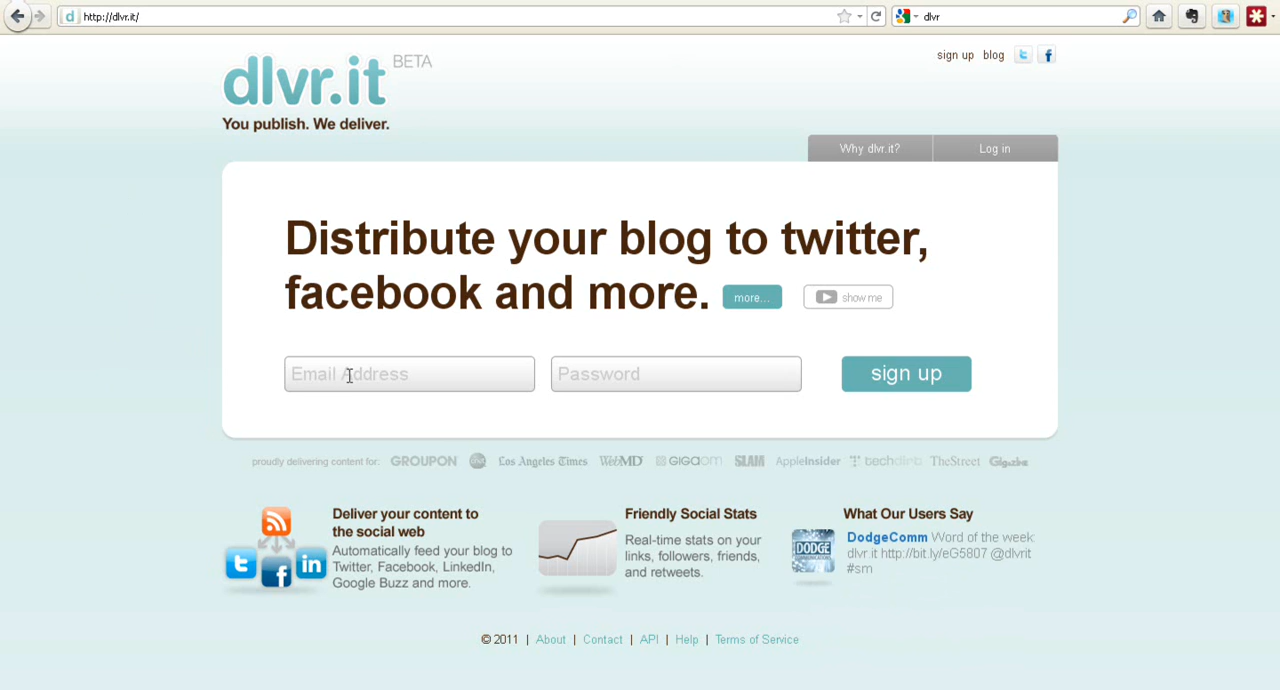 http://dlvr.it/
dlvr
dlvr.it BETA
You publish. We deliver.
sign up blog
Why dlvr.it? Log in
Distribute your blog to twitter,
facebook and more. more... show me
Email Address Password sign up
proudly delivering content for: GROUPON Los Angeles Times WebMD GIGAOM SLAM AppleInsider techdirt TheStreet
Deliver your content to
the social web
Automatically feed your blog to
Twitter, Facebook, LinkedIn,
Google Buzz and more.
Friendly Social Stats
Real-time stats on your
links, followers, friends,
and retweets.
What Our Users Say
DODGE
DodgeComm Word of the week:
dlvr it http://bit.ly/eG5807 @dlvrit
#sm
© 2011 | About | Contact | API | Help | Terms of Service